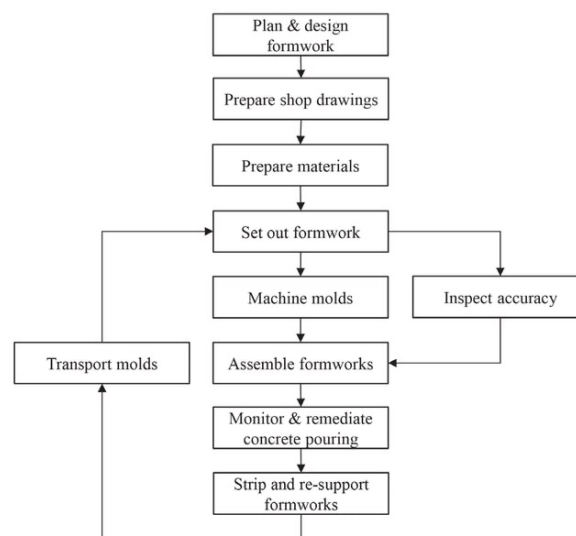 Plan & design
formwork
Prepare shop drawings
Prepare materials
Set out formwork
Machine molds
Inspect accuracy
Transport molds
Assemble formworks
Monitor & remediate
concrete pouring
Strip and re-support
formworks